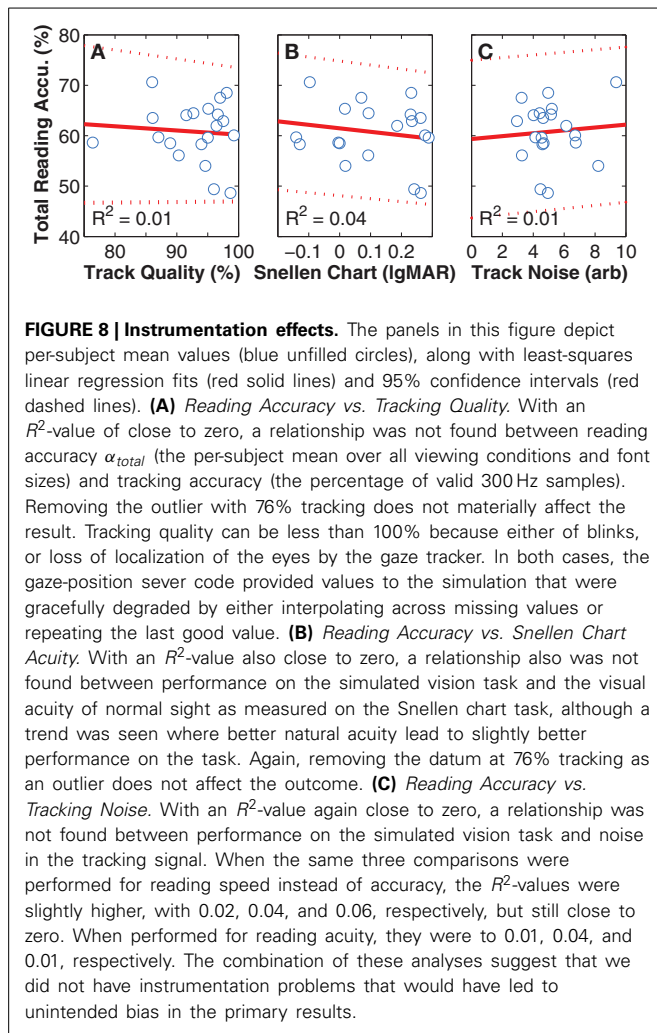 80
70
60
50
40
Total Reading Accu. (%)
A
R² = 0.01
80
90
100
Track Quality (%)
B
R² = 0.04
−0.1
0
0.1
0.2
Snellen Chart (lgMAR)
C
R² = 0.01
0
2
4
6
8
10
Track Noise (arb)
FIGURE 8 | Instrumentation effects. The panels in this figure depict
per-subject mean values (blue unfilled circles), along with least-squares
linear regression fits (red solid lines) and 95% confidence intervals (red
dashed lines). (A) Reading Accuracy vs. Tracking Quality. With an
R²-value of close to zero, a relationship was not found between reading
accuracy αtotal (the per-subject mean over all viewing conditions and font
sizes) and tracking accuracy (the percentage of valid 300 Hz samples).
Removing the outlier with 76% tracking does not materially affect the
result. Tracking quality can be less than 100% because either of blinks,
or loss of localization of the eyes by the gaze tracker. In both cases, the
gaze-position sever code provided values to the simulation that were
gracefully degraded by either interpolating across missing values or
repeating the last good value. (B) Reading Accuracy vs. Snellen Chart
Acuity. With an R²-value also close to zero, a relationship also was not
found between performance on the simulated vision task and the visual
acuity of normal sight as measured on the Snellen chart task, although a
trend was seen where better natural acuity lead to slightly better
performance on the task. Again, removing the datum at 76% tracking as
an outlier does not affect the outcome. (C) Reading Accuracy vs.
Tracking Noise. With an R²-value again close to zero, a relationship was
not found between performance on the simulated vision task and noise
in the tracking signal. When the same three comparisons were
performed for reading speed instead of accuracy, the R²-values were
slightly higher, with 0.02, 0.04, and 0.06, respectively, but still close to
zero. When performed for reading acuity, they were to 0.01, 0.04, and
0.01, respectively. The combination of these analyses suggest that we
did not have instrumentation problems that would have led to
unintended bias in the primary results.